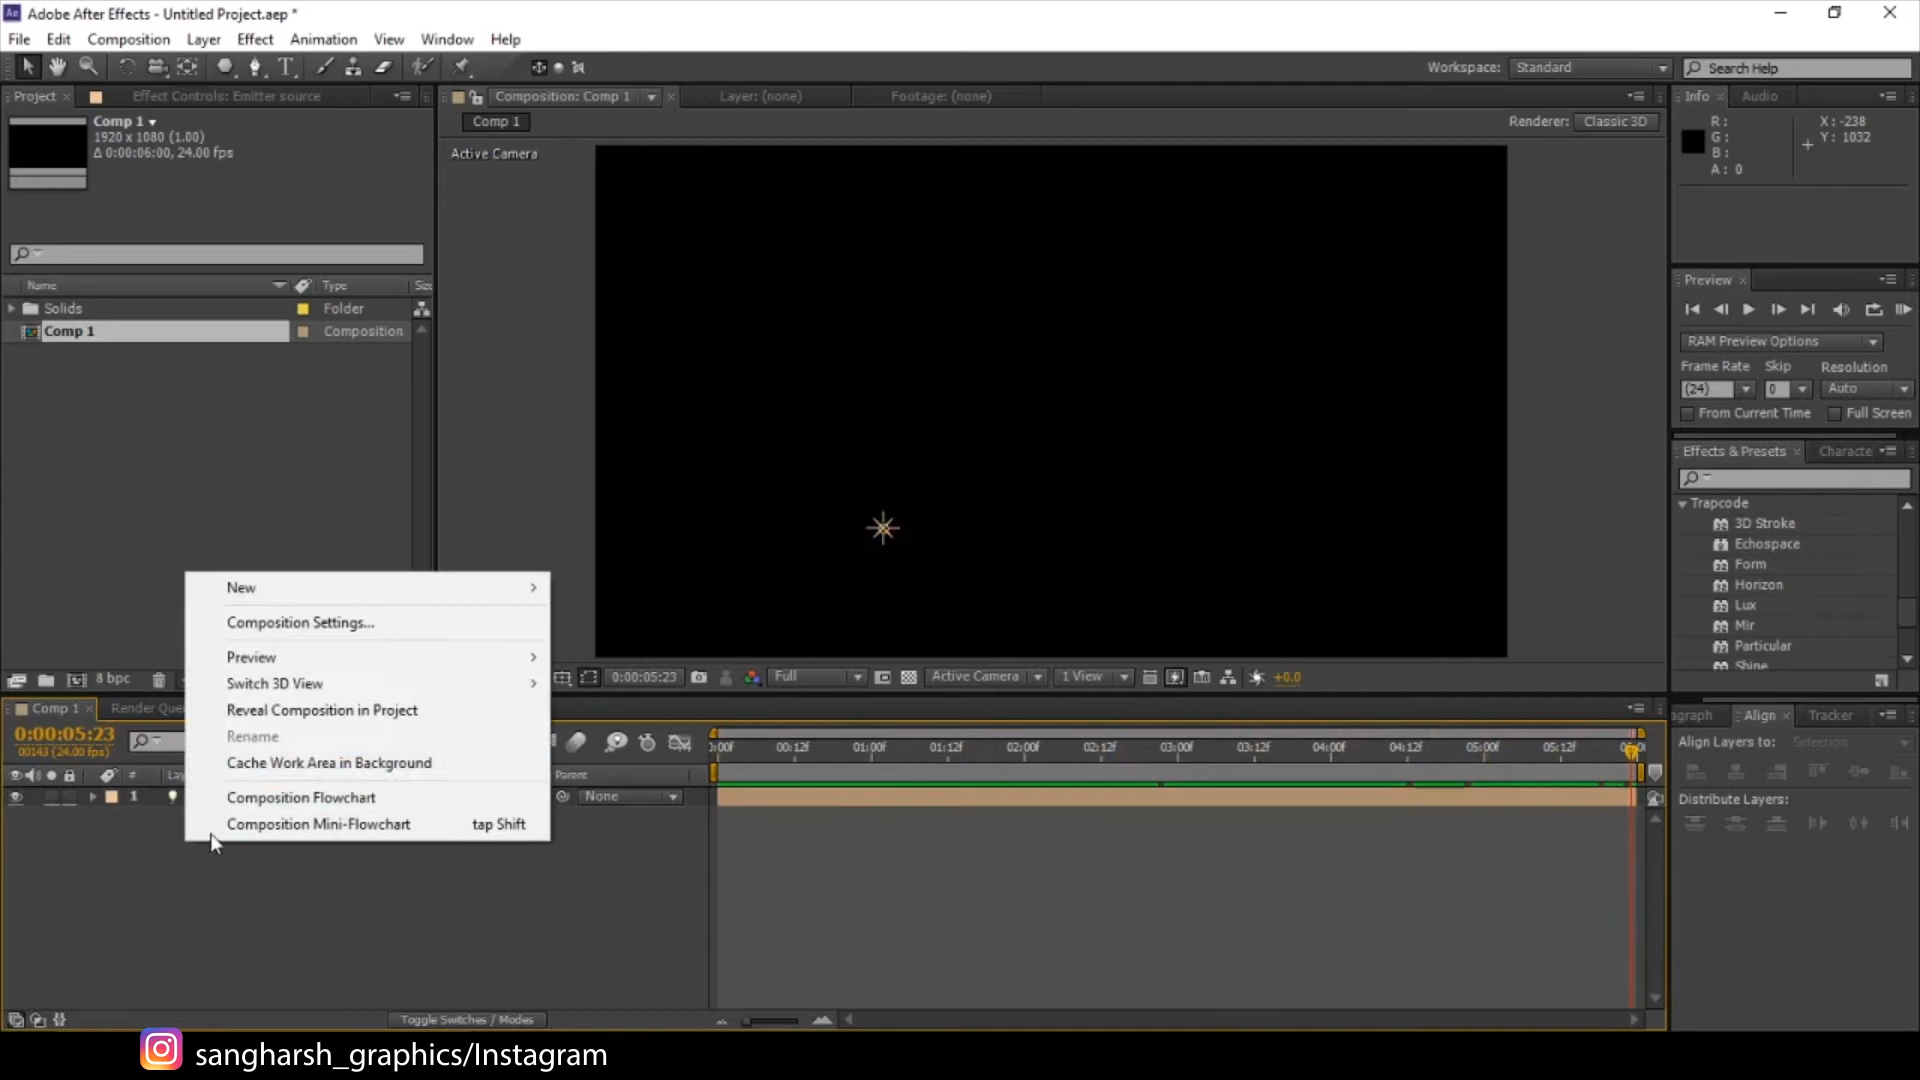 Adobe After Effects - Untitled Project.aep *
File Edit Composition Layer Effect Animation View Window Help
Workspace: Standard Search Help
Project Effect Controls: Emitter source
Composition: Comp 1 Layer: (none) Footage: (none)
Info Audio
Comp 1
1920 x 1080 (1.00)
Δ 0:00:06:00, 24.00 fps
Comp 1
Renderer: Classic 3D
Active Camera
R:
G:
B:
A: 0
X: -238
Y: 1032
Name Type
Solids Folder
Comp 1 Composition
Preview
RAM Preview Options
Frame Rate Skip Resolution
(24) 0 Auto
From Current Time Full Screen
Effects & Presets Characte
Trapcode
3D Stroke
Echospace
Form
Horizon
Lux
Mir
Particular
Shine
New
Composition Settings...
Preview
Switch 3D View
Reveal Composition in Project
Rename
Cache Work Area in Background
Composition Flowchart
Composition Mini-Flowchart tap Shift
8 bpc
0:00:05:23 Full Active Camera 1 View +0.0
Comp 1 Render Que
0:00:05:23
00143 (24.00 fps)
# Lay Parent
1 None
):00f 00:12f 01:00f 01:12f 02:00f 02:12f 03:00f 03:12f 04:00f 04:12f 05:00f 05:12f
agraph Align Tracker
Align Layers to: Selection
Distribute Layers:
Toggle Switches / Modes
sangharsh_graphics/Instagram